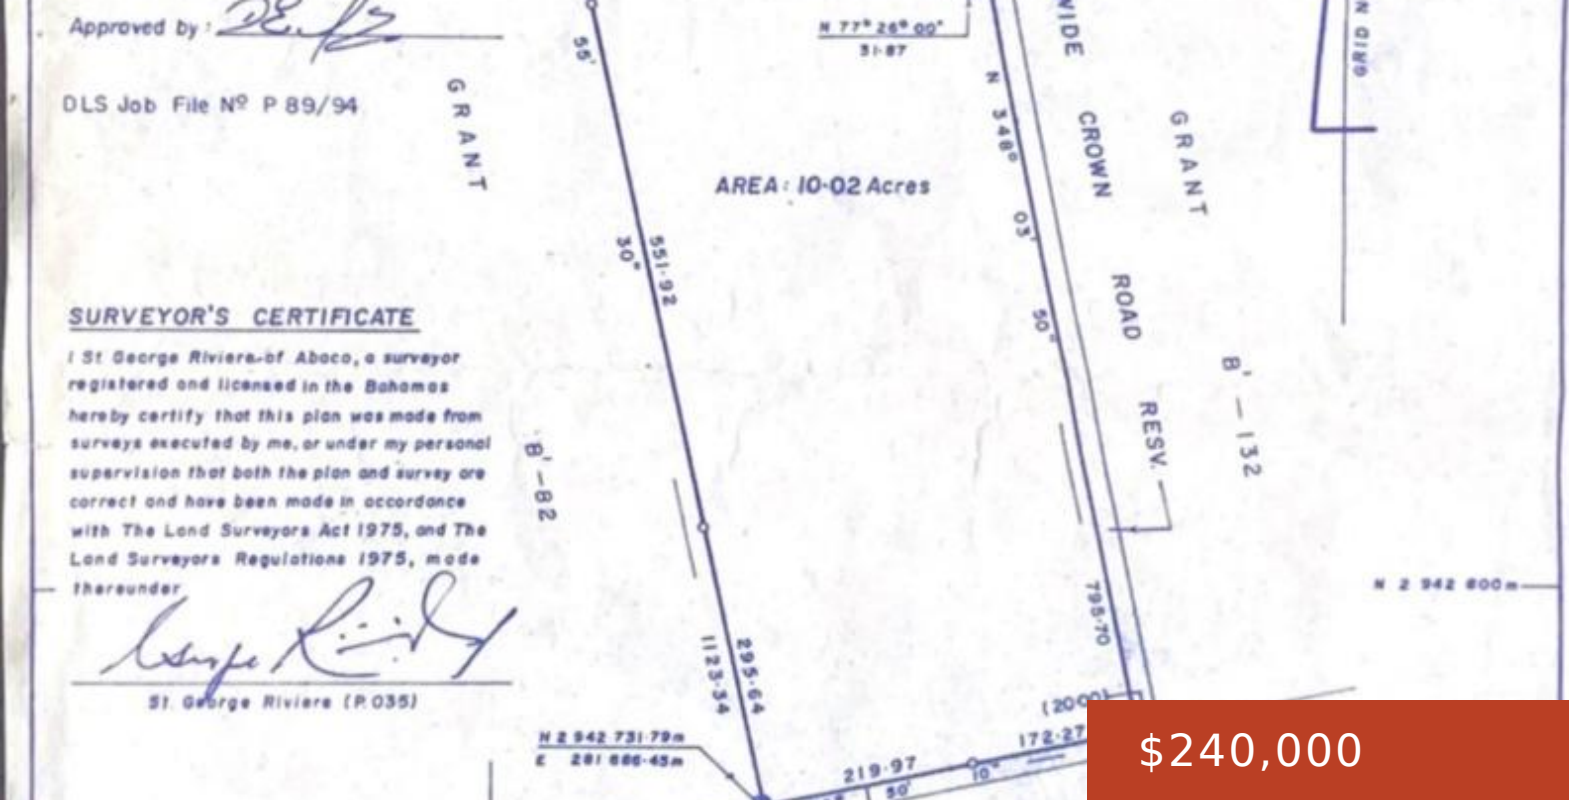 Approved by :
DLS Job File Nº P 89/94
GRANT
55'
N 77° 26' 00"
31·87
WIDE
N GRID
N 348°
CROWN
GRANT
AREA: 10·02 Acres
03'
551·92
30"
ROAD
50"
SURVEYOR'S CERTIFICATE
I St George Riviere of Abaco, a surveyor
registered and licensed in the Bahamas
hereby certify that this plan was made from
surveys executed by me, or under my personal
supervision that both the plan and survey are
correct and have been made in accordance
with The Land Surveyors Act 1975, and The
Land Surveyors Regulations 1975, made
thereunder
B'-82
RESV.
B'-132
N 2 942 800m
795·70
295·64
1123·34
St. George Riviere (P.035)
(20·00)
N 2 942 731·79m
E 281 686·45m
172·27
219·97
10"
50'
$240,000